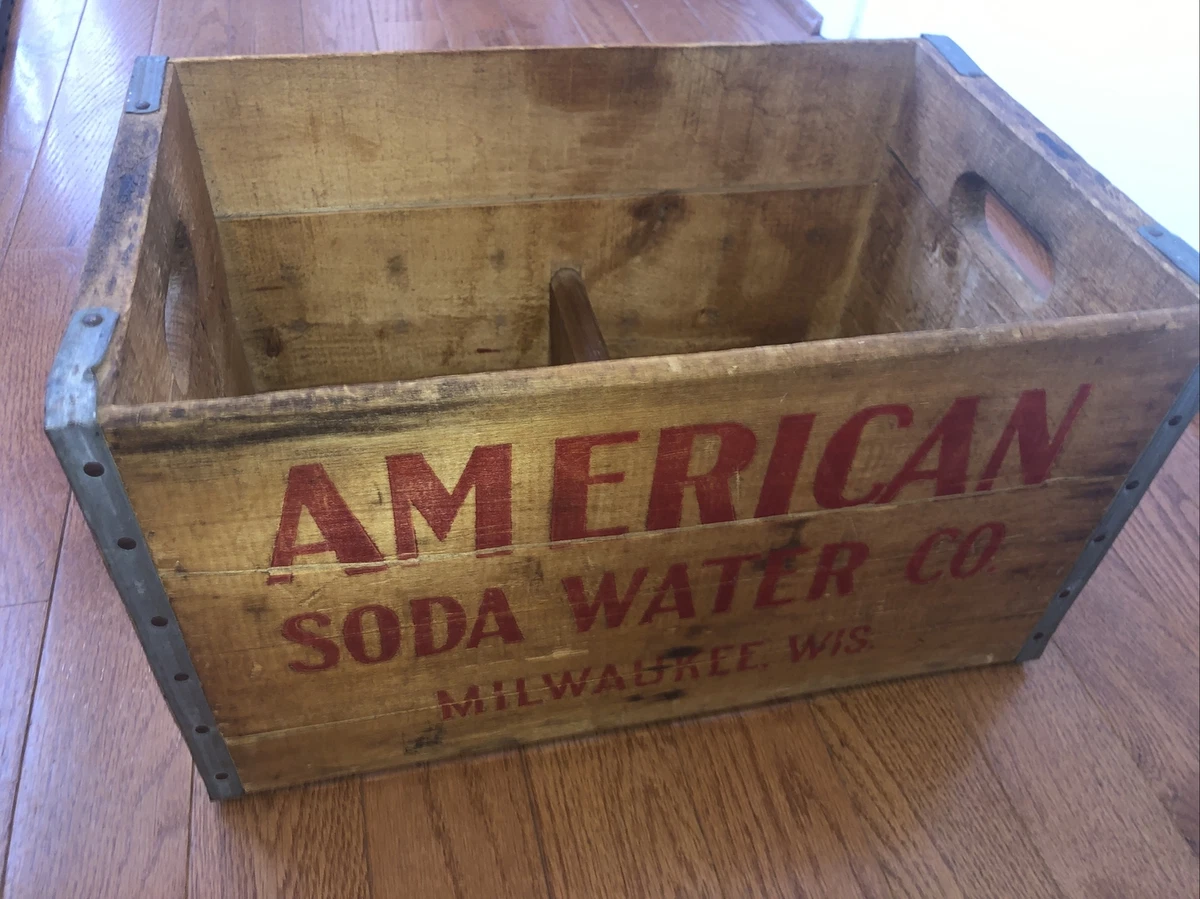 AMERICAN
SODA WATER CO.
MILWAUKEE, WIS.